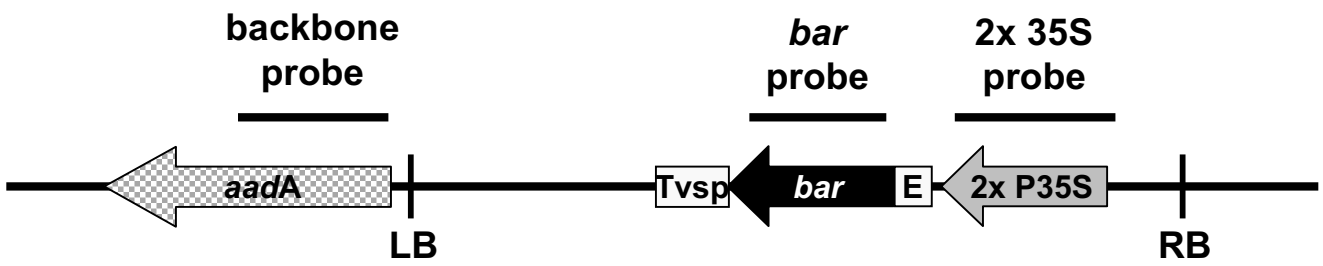 backbone
probe
bar
probe
2x 35S
probe
aadA
Tvsp
bar
E
2x P35S
LB
RB